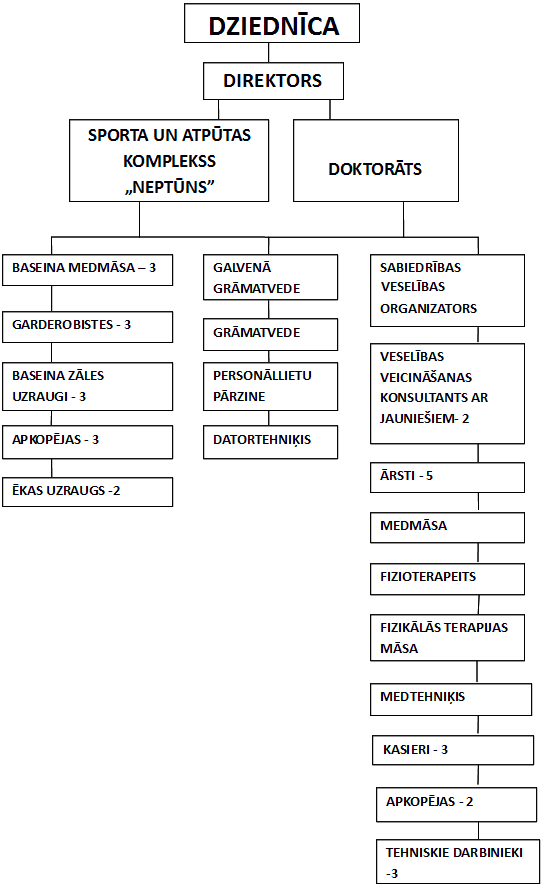 DZIEDNĪCA
DIREKTORS
SPORTA UN ATPŪTAS
KOMPLEKSS
„NEPTŪNS”
DOKTORĀTS
BASEINA MEDMĀSA – 3
GARDEROBISTES - 3
BASEINA ZĀLES
UZRAUGI - 3
APKOPĒJAS - 3
ĒKAS UZRAUGS -2
GALVENĀ
GRĀMATVEDE
GRĀMATVEDE
PERSONĀLLIETU
PĀRZINE
DATORTEHNIĶIS
SABIEDRĪBAS
VESELĪBAS
ORGANIZATORS
VESELĪBAS
VEICINĀŠANAS
KONSULTANTS AR
JAUNIEŠIEM- 2
ĀRSTI - 5
MEDMĀSA
FIZIOTERAPEITS
FIZIKĀLĀS TERAPIJAS
MĀSA
MEDTEHNIĶIS
KASIERI - 3
APKOPĒJAS - 2
TEHNISKIE DARBINIEKI
-3